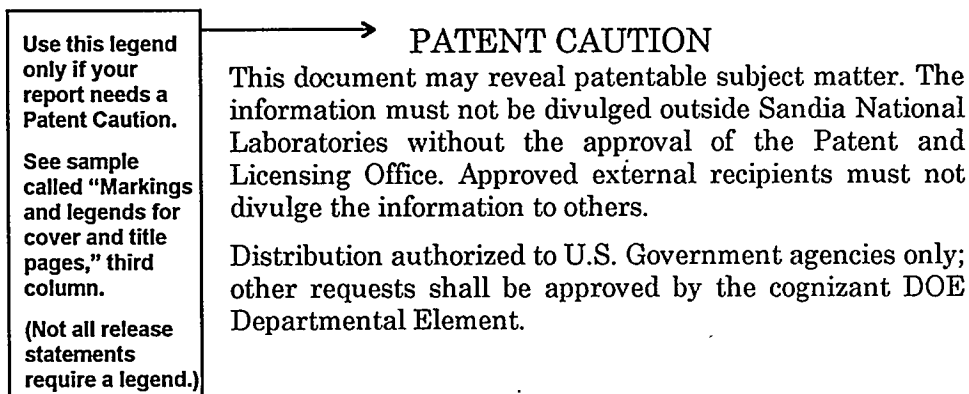 Use this legend
only if your
report needs a
Patent Caution.
See sample
called “Markings
and legends for
cover and title
pages,” third
column.
(Not all release
statements
require a legend.)
PATENT CAUTION
This document may reveal patentable subject matter. The
information must not be divulged outside Sandia National
Laboratories without the approval of the Patent and
Licensing Office. Approved external recipients must not
divulge the information to others.
Distribution authorized to U.S. Government agencies only;
other requests shall be approved by the cognizant DOE
Departmental Element.